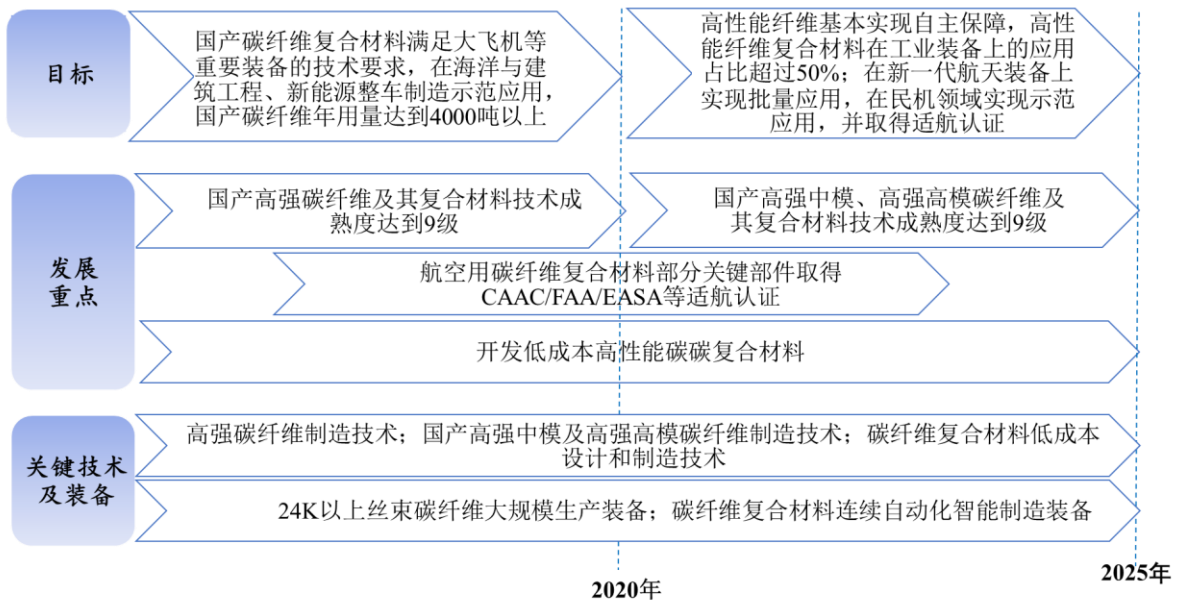 目标
国产碳纤维复合材料满足大飞机等
重要装备的技术要求，在海洋与建
筑工程、新能源整车制造示范应用，
国产碳纤维年用量达到4000吨以上
高性能纤维基本实现自主保障，高性
能纤维复合材料在工业装备上的应用
占比超过50%；在新一代航天装备上
实现批量应用，在民机领域实现示范
应用，并取得适航认证
发展
重点
国产高强碳纤维及其复合材料技术成
熟度达到9级
国产高强中模、高强高模碳纤维及
其复合材料技术成熟度达到9级
航空用碳纤维复合材料部分关键部件取得
CAAC/FAA/EASA等适航认证
开发低成本高性能碳碳复合材料
关键技术
及装备
高强碳纤维制造技术；国产高强中模及高强高模碳纤维制造技术；碳纤维复合材料低成本
设计和制造技术
24K以上丝束碳纤维大规模生产装备；碳纤维复合材料连续自动化智能制造装备
2020年
2025年